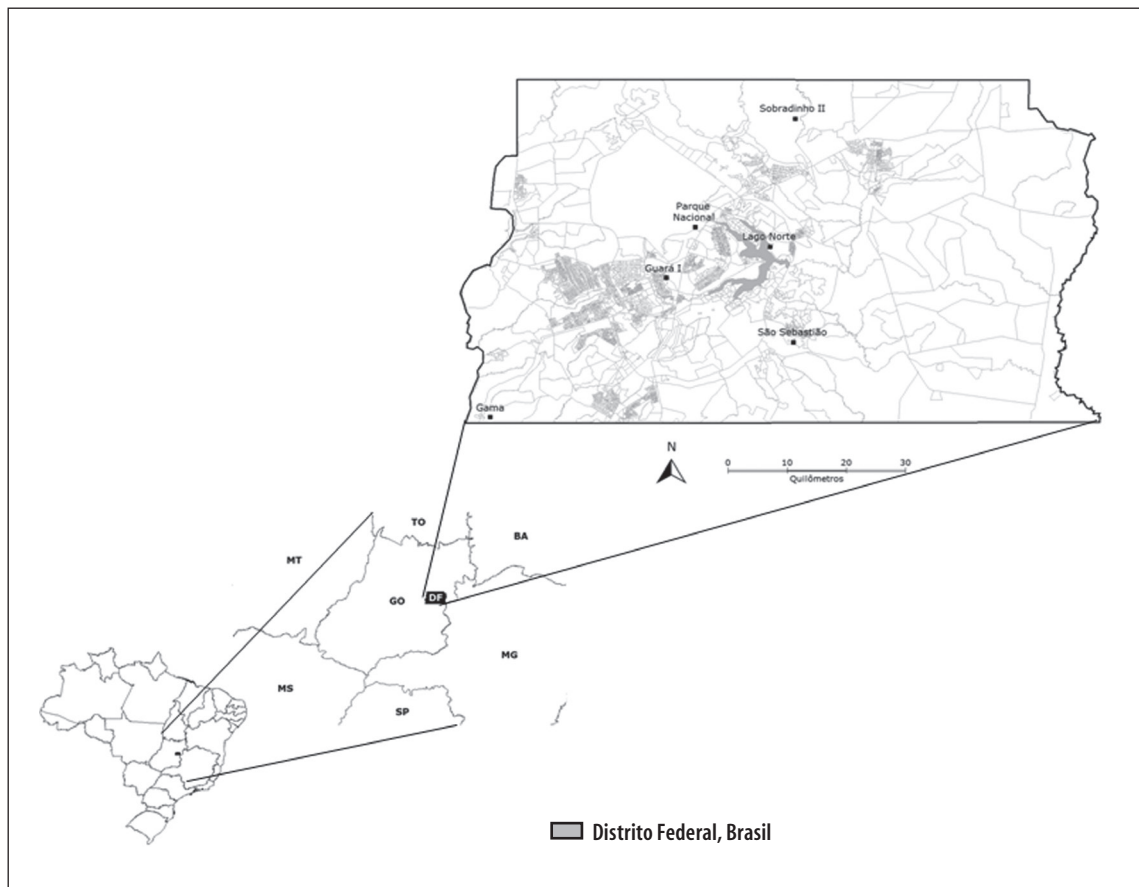 Sobradinho II
Parque
Nacional
Lago Norte
Guará I
São Sebastião
Gama
N
0 10 20 30
Quilômetros
TO
BA
MT
GO
DF
MG
MS
SP
Distrito Federal, Brasil